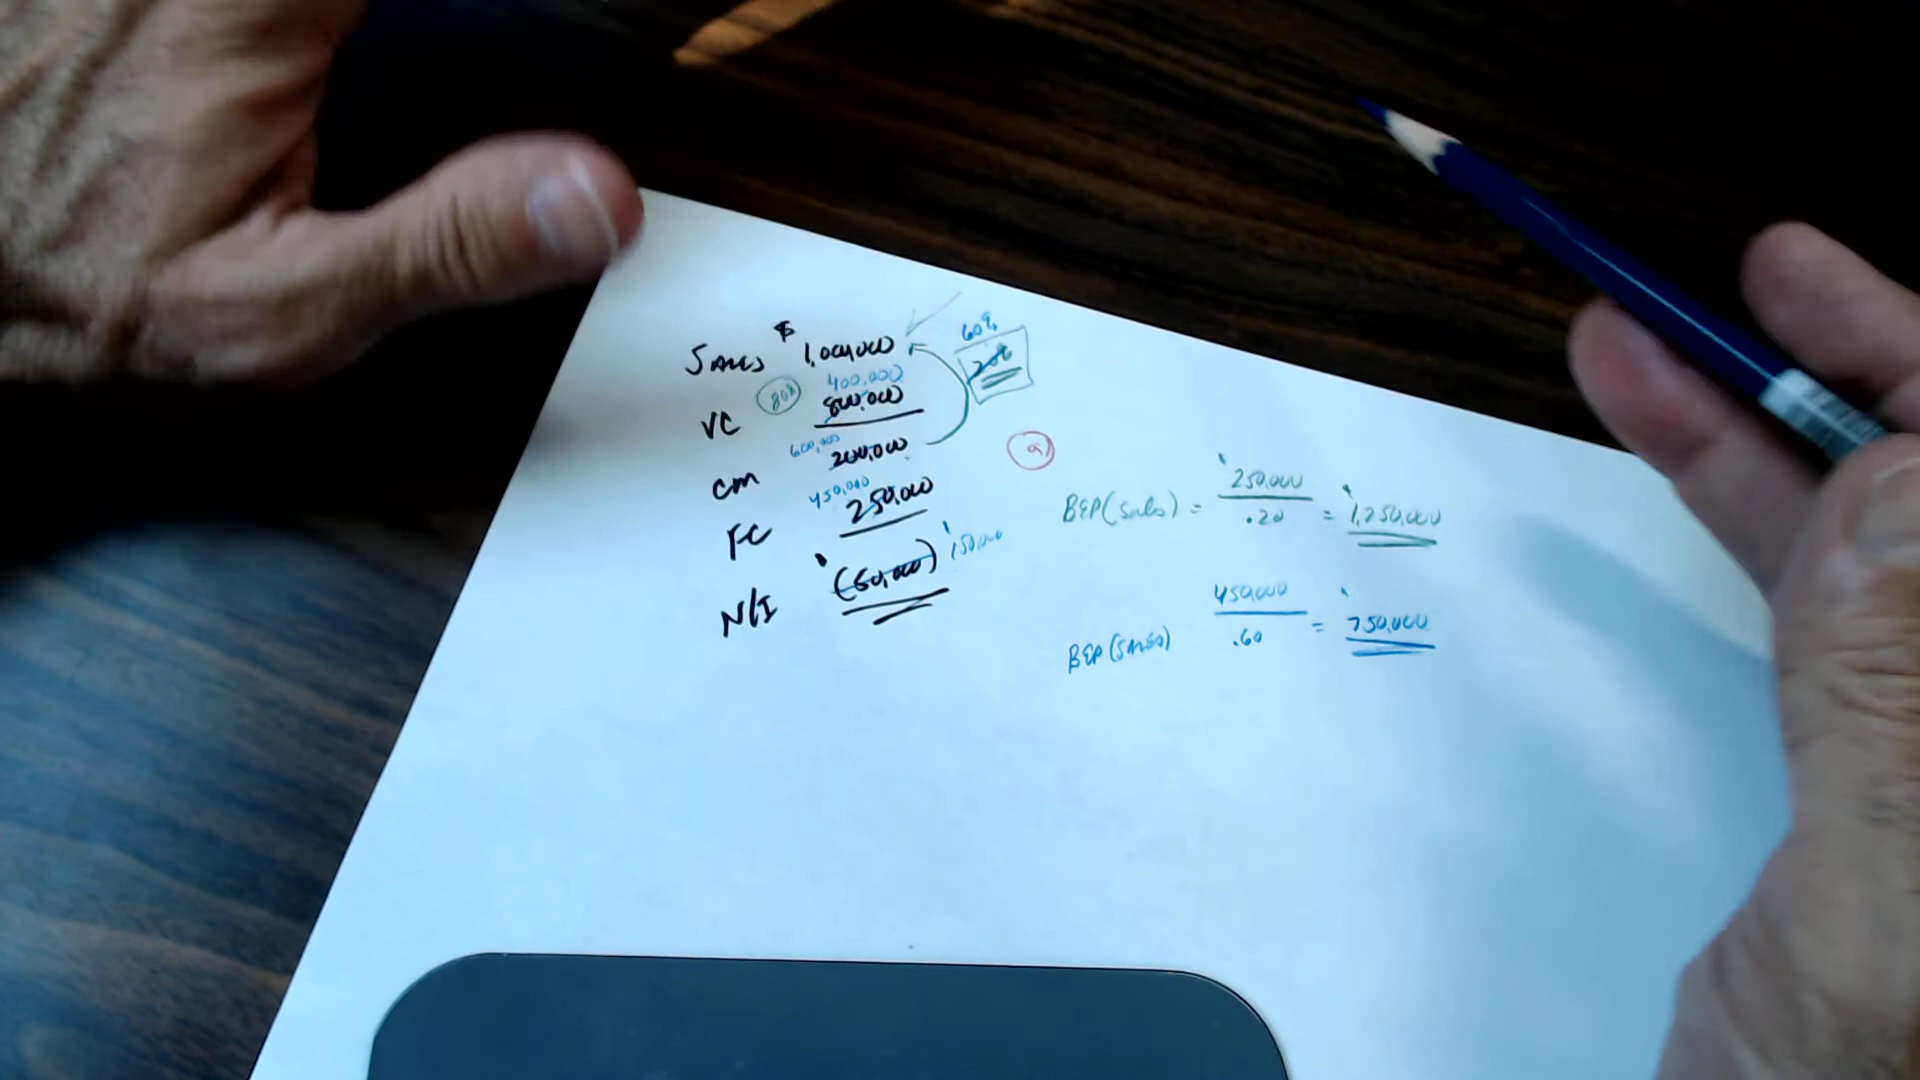 Sales $ 1,000,000
60%
20%
400,000
80% 800,000
VC
600,000 200,000
CM
450,000 250,000
FC
(50,000) 150,000
N/I
a)
BEP (Sales) = 250,000 / .20 = 1,250,000
BEP (Sales) 450,000 / .60 = 750,000